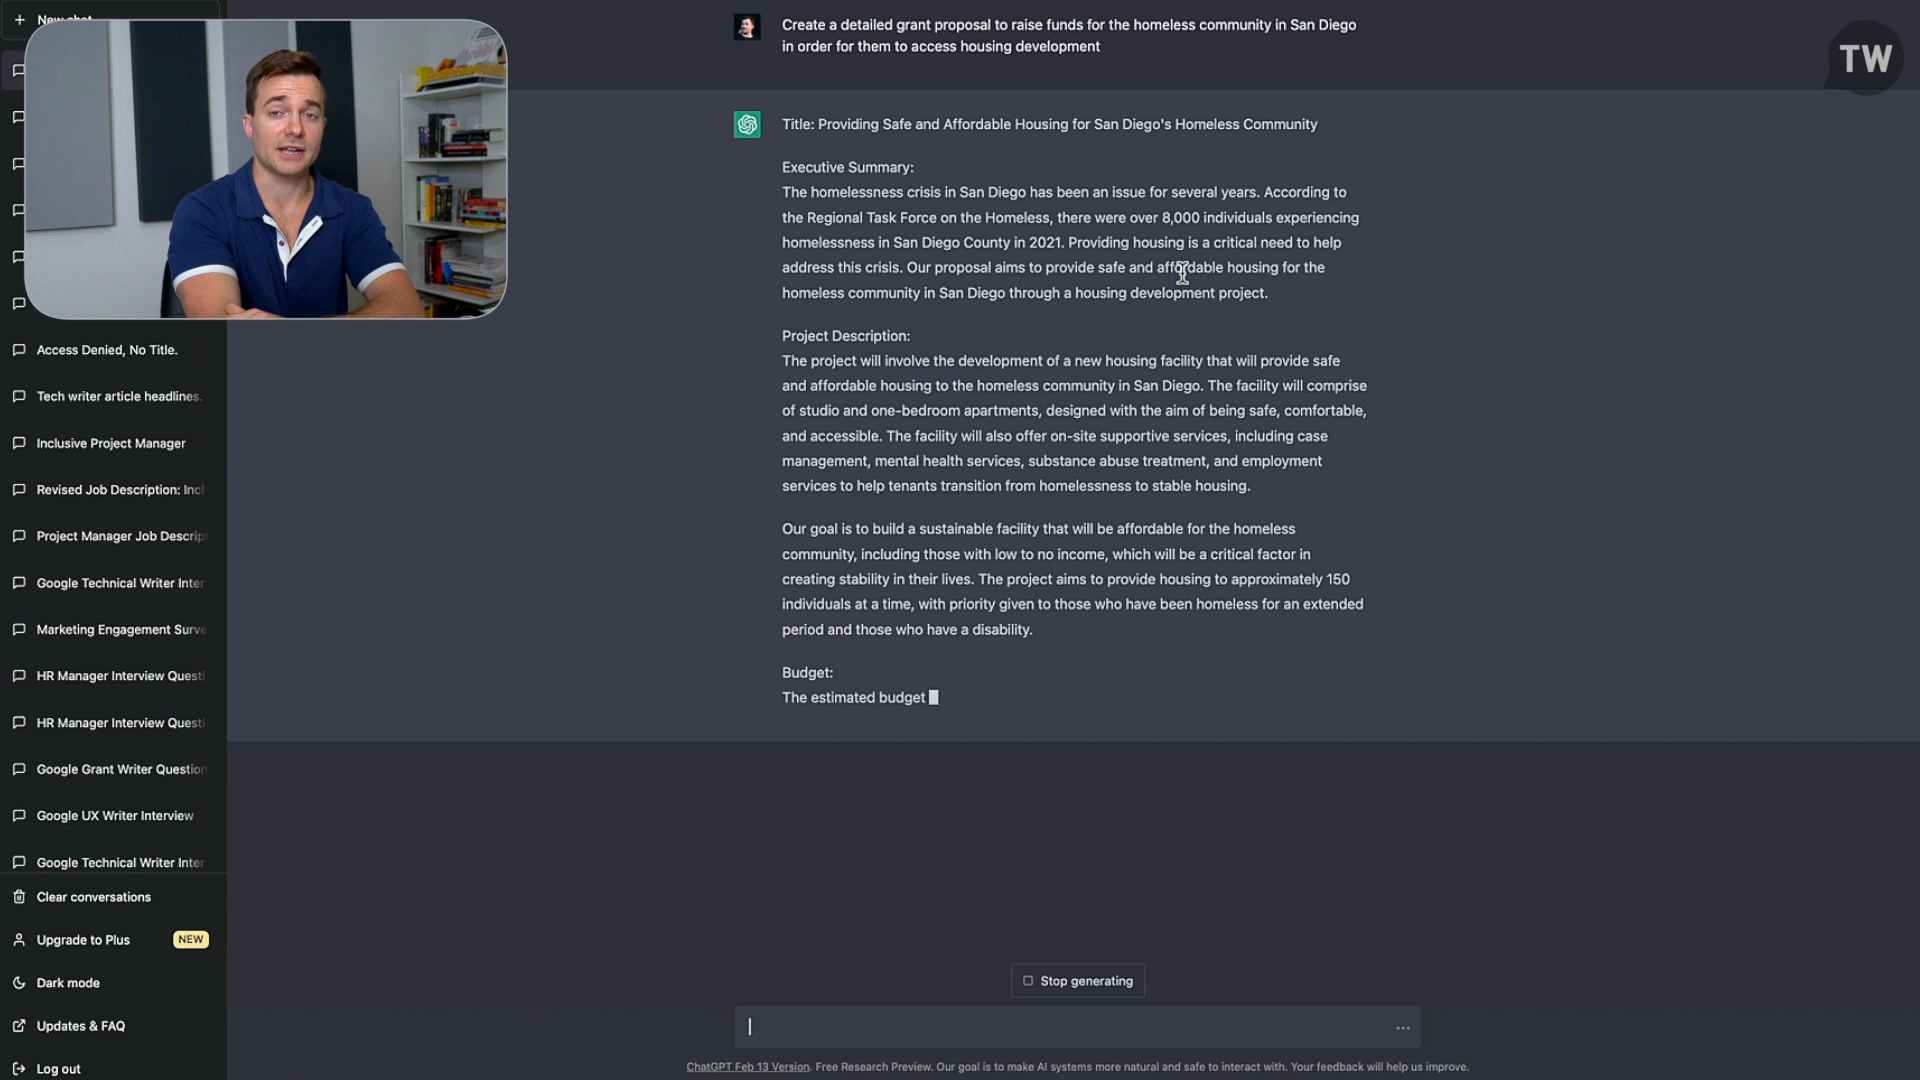 New chat
Access Denied, No Title.
Tech writer article headlines.
Inclusive Project Manager
Revised Job Description: Incl
Project Manager Job Descrip
Google Technical Writer Inter
Marketing Engagement Surve
HR Manager Interview Questi
HR Manager Interview Questi
Google Grant Writer Question
Google UX Writer Interview
Google Technical Writer Inter
Clear conversations
Upgrade to Plus NEW
Dark mode
Updates & FAQ
Log out
Create a detailed grant proposal to raise funds for the homeless community in San Diego
in order for them to access housing development
TW
Title: Providing Safe and Affordable Housing for San Diego's Homeless Community
Executive Summary:
The homelessness crisis in San Diego has been an issue for several years. According to
the Regional Task Force on the Homeless, there were over 8,000 individuals experiencing
homelessness in San Diego County in 2021. Providing housing is a critical need to help
address this crisis. Our proposal aims to provide safe and affordable housing for the
homeless community in San Diego through a housing development project.
Project Description:
The project will involve the development of a new housing facility that will provide safe
and affordable housing to the homeless community in San Diego. The facility will comprise
of studio and one-bedroom apartments, designed with the aim of being safe, comfortable,
and accessible. The facility will also offer on-site supportive services, including case
management, mental health services, substance abuse treatment, and employment
services to help tenants transition from homelessness to stable housing.
Our goal is to build a sustainable facility that will be affordable for the homeless
community, including those with low to no income, which will be a critical factor in
creating stability in their lives. The project aims to provide housing to approximately 150
individuals at a time, with priority given to those who have been homeless for an extended
period and those who have a disability.
Budget:
The estimated budget
Stop generating
ChatGPT Feb 13 Version. Free Research Preview. Our goal is to make AI systems more natural and safe to interact with. Your feedback will help us improve.